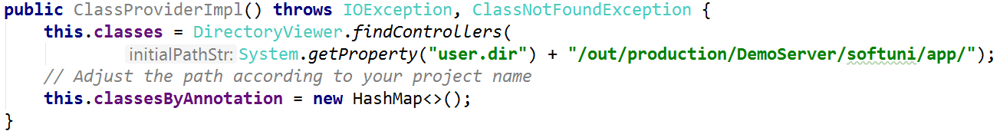 public ClassProviderImpl() throws IOException, ClassNotFoundException {
this.classes = DirectoryViewer.findControllers(
initialPathStr: System.getProperty("user.dir") + "/out/production/DemoServer/softuni/app/");
// Adjust the path according to your project name
this.classesByAnnotation = new HashMap<>();
}